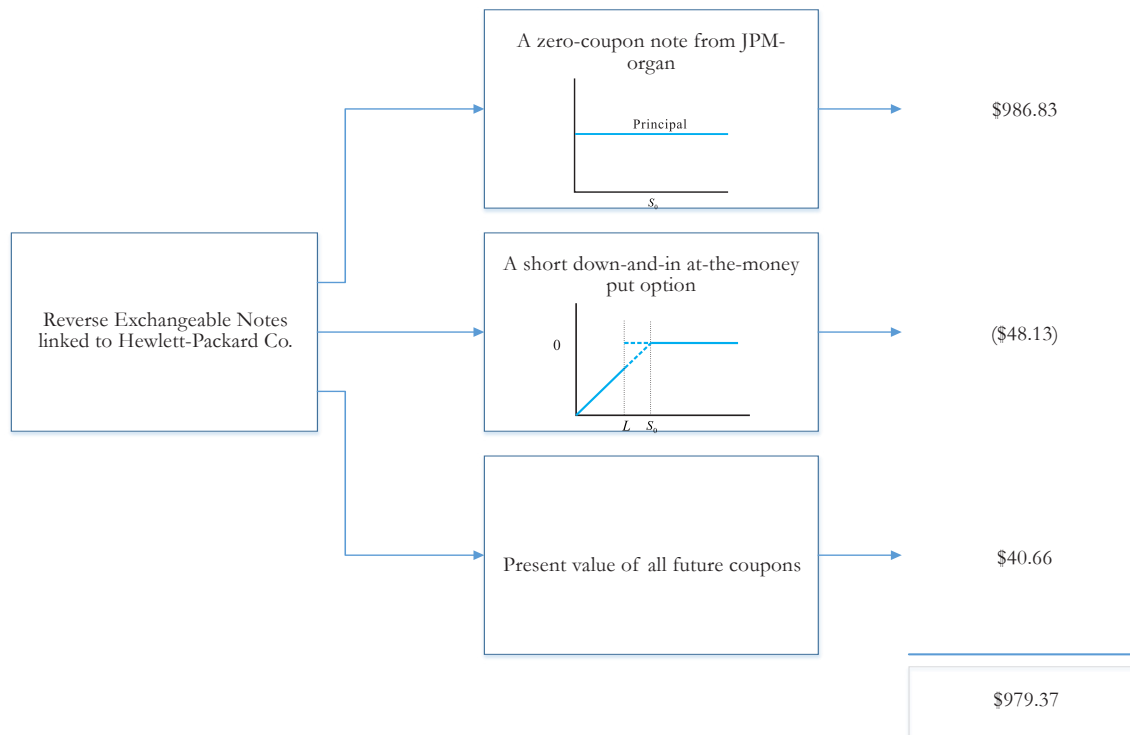 A zero-coupon note from JPM-
organ
Principal
S₀
$986.83
Reverse Exchangeable Notes
linked to Hewlett-Packard Co.
A short down-and-in at-the-money
put option
0
L S₀
($48.13)
Present value of all future coupons
$40.66
$979.37